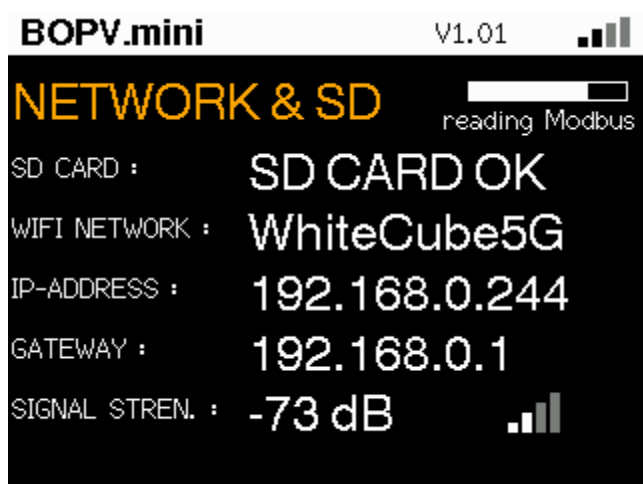 BOPV.mini V1.01
NETWORK & SD
reading Modbus
SD CARD : SD CARD OK
WIFI NETWORK : WhiteCube5G
IP-ADDRESS : 192.168.0.244
GATEWAY : 192.168.0.1
SIGNAL STREN. : -73 dB